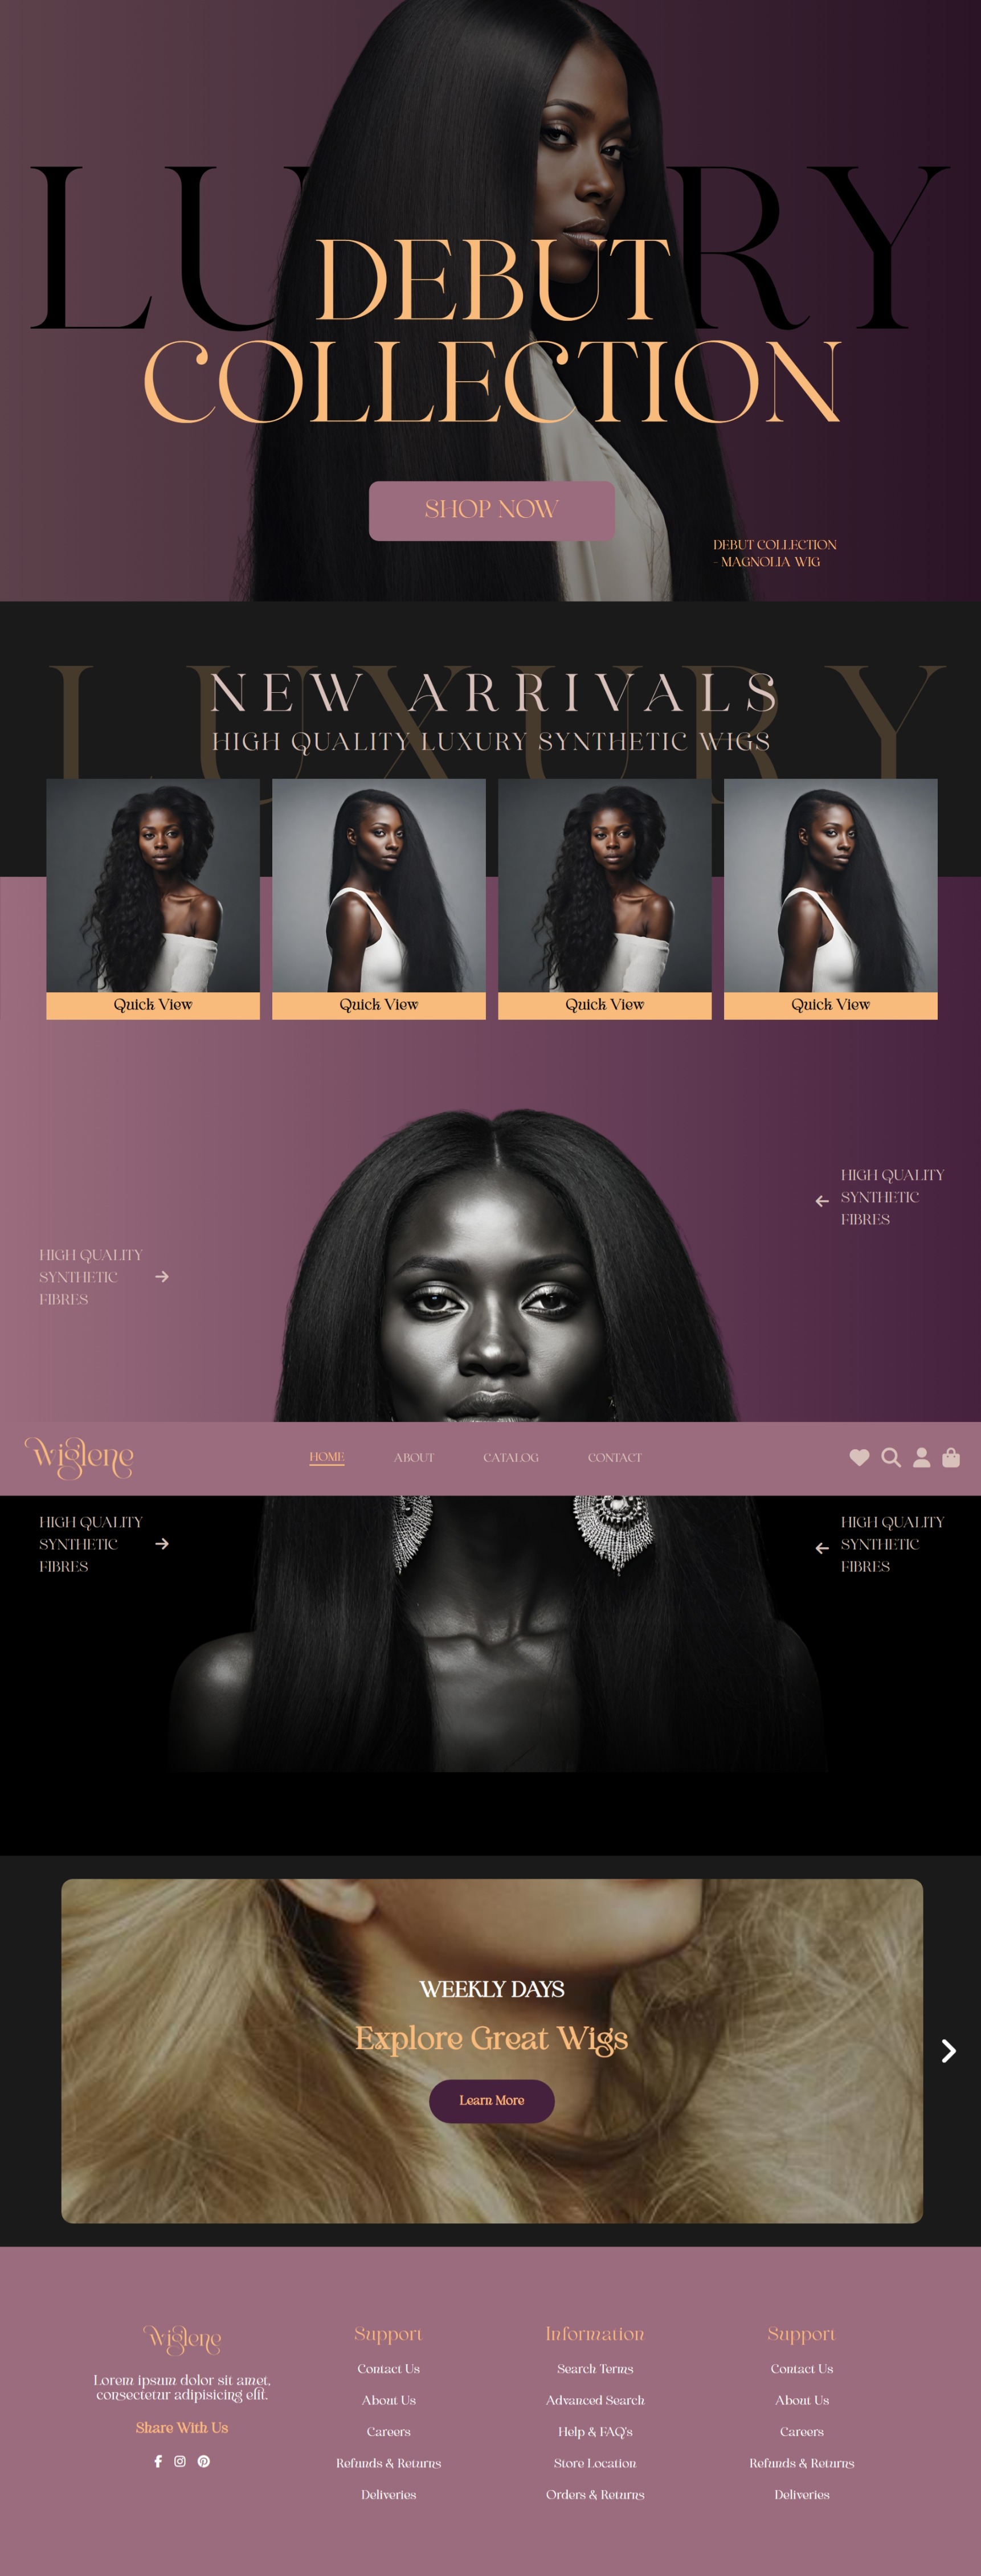 LUXURY
DEBUT
COLLECTION
SHOP NOW
DEBUT COLLECTION
- MAGNOLIA WIG
LUXURY
NEW ARRIVALS
HIGH QUALITY LUXURY SYNTHETIC WIGS
Quick View
Quick View
Quick View
Quick View
HIGH QUALITY
SYNTHETIC
FIBRES
HIGH QUALITY
SYNTHETIC
FIBRES
Wiglene
HOME
ABOUT
CATALOG
CONTACT
HIGH QUALITY
SYNTHETIC
FIBRES
HIGH QUALITY
SYNTHETIC
FIBRES
WEEKLY DAYS
Explore Great Wigs
Learn More
Wiglene
Lorem ipsum dolor sit amet,
consectetur adipisicing elit.
Share With Us
Support
Contact Us
About Us
Careers
Refunds & Returns
Deliveries
Information
Search Terms
Advanced Search
Help & FAQ's
Store Location
Orders & Returns
Support
Contact Us
About Us
Careers
Refunds & Returns
Deliveries